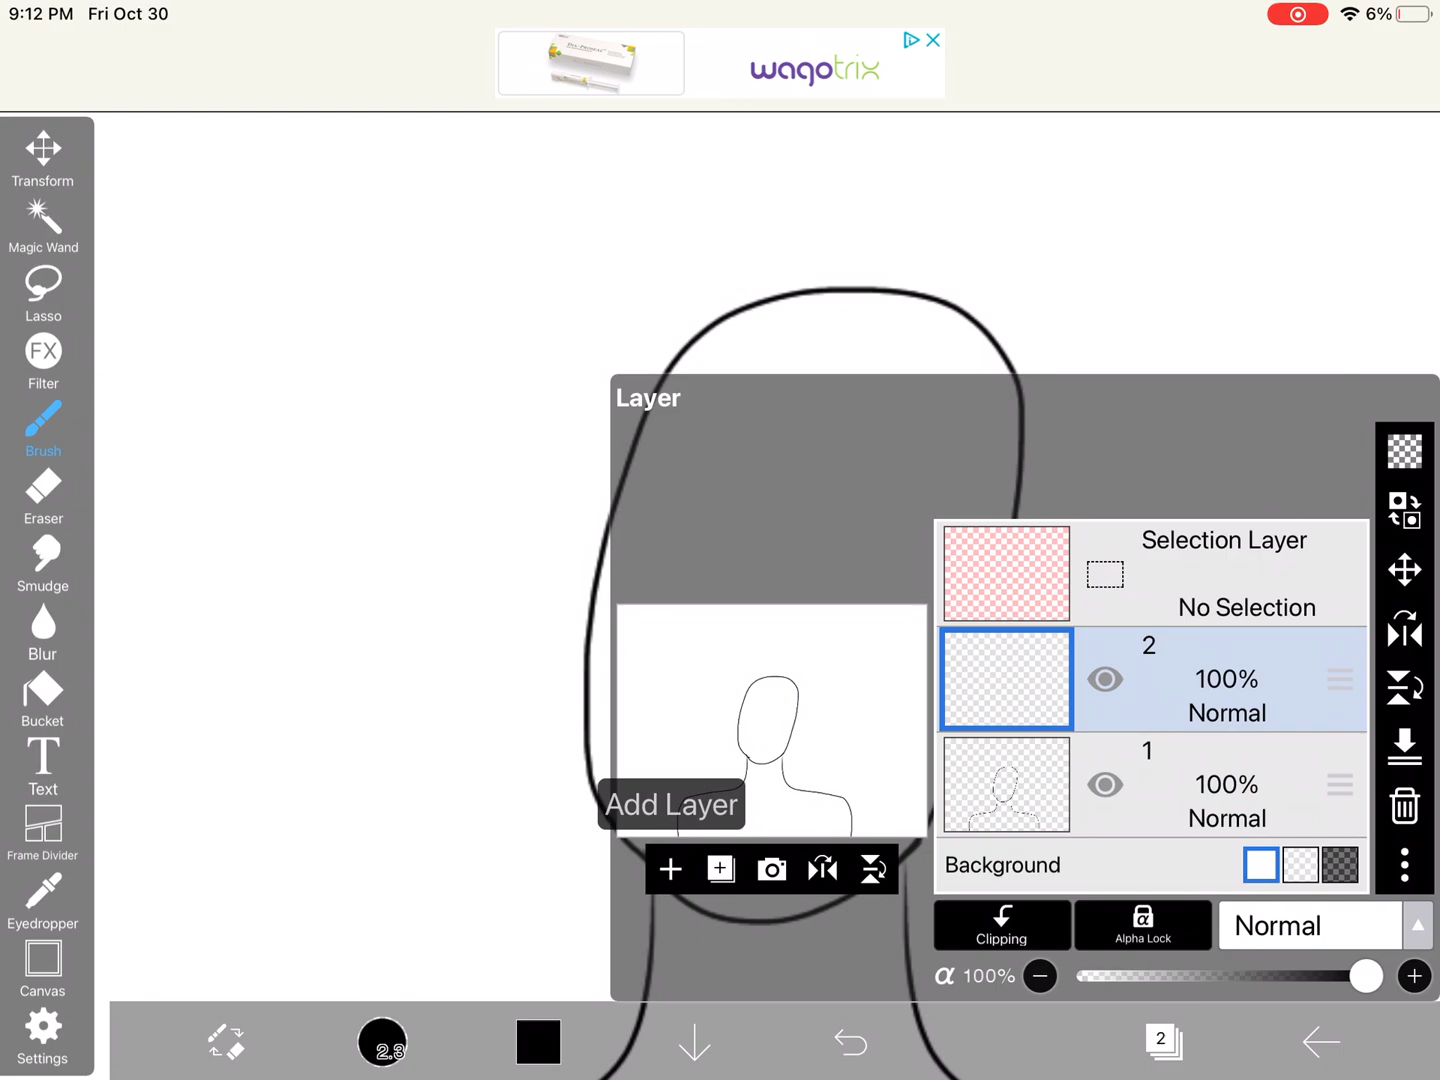 9:12 PM Fri Oct 30
6%
wagotrix
Transform
Magic Wand
Lasso
FX
Filter
Brush
Eraser
Smudge
Blur
Bucket
T
Text
Frame Divider
Eyedropper
Canvas
Settings
Layer
Selection Layer
No Selection
2
100%
Normal
1
100%
Normal
Background
Add Layer
Clipping
α
Alpha Lock
Normal
α 100%
2.3
2